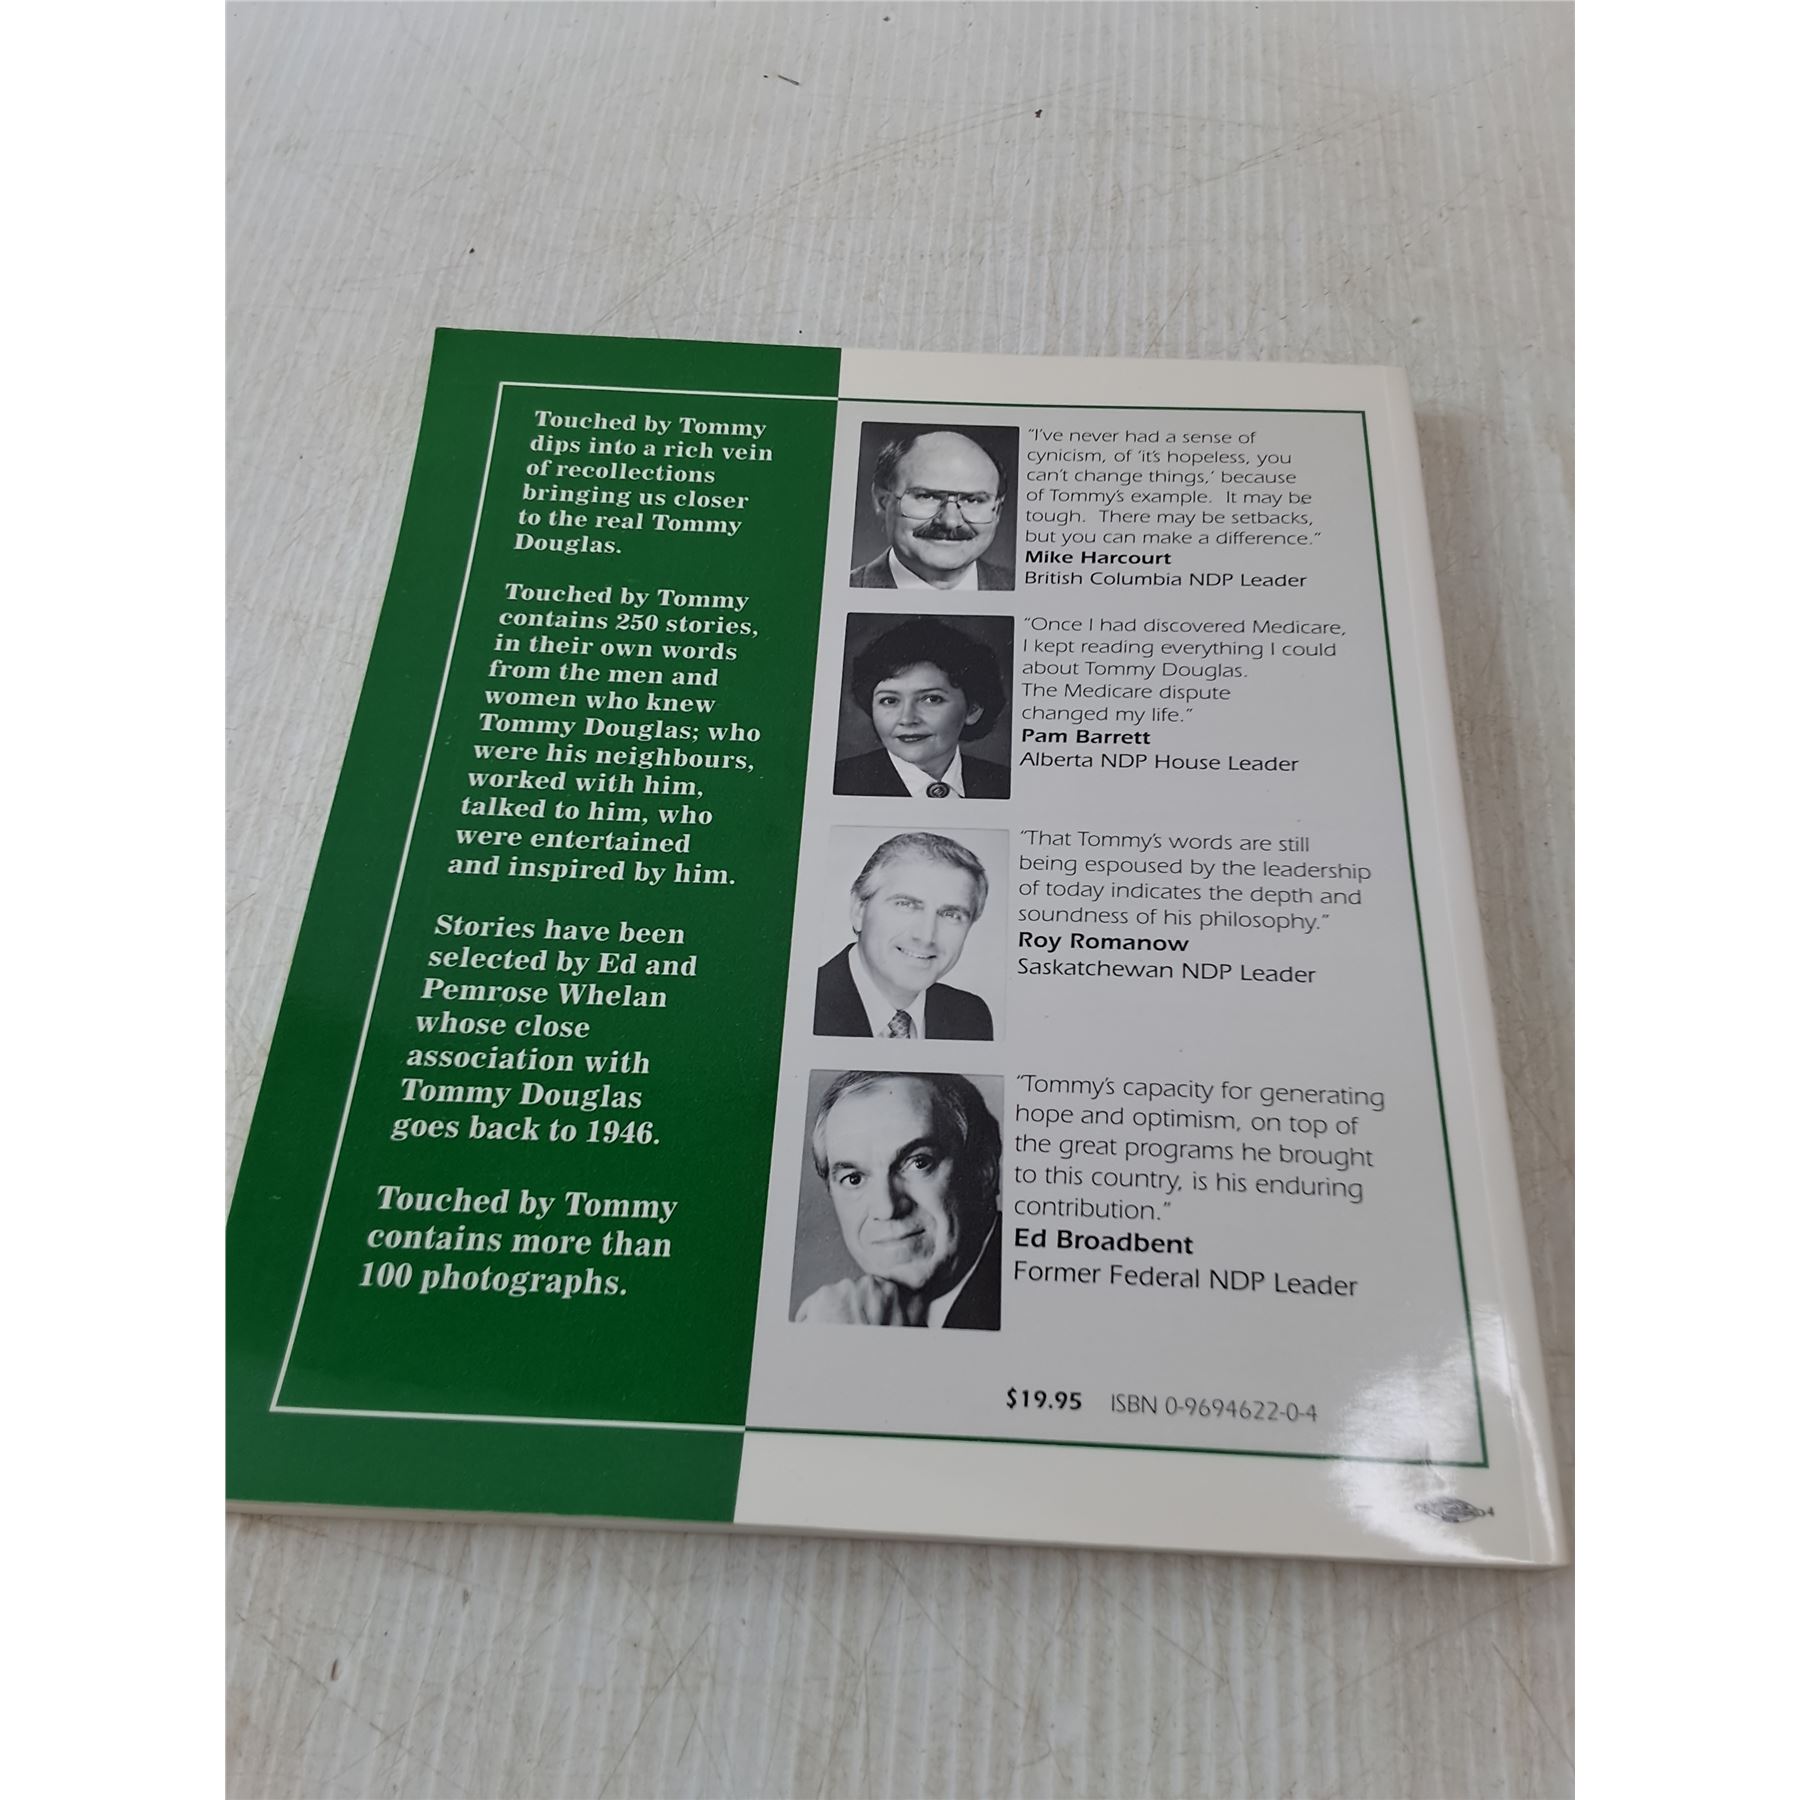 Touched by Tommy
dips into a rich vein
of recollections
bringing us closer
to the real Tommy
Douglas.
Touched by Tommy
contains 250 stories,
in their own words
from the men and
women who knew
Tommy Douglas; who
were his neighbours,
worked with him,
talked to him, who
were entertained
and inspired by him.
Stories have been
selected by Ed and
Pemrose Whelan
whose close
association with
Tommy Douglas
goes back to 1946.
Touched by Tommy
contains more than
100 photographs.
“I’ve never had a sense of
cynicism, of ‘it’s hopeless, you
can’t change things,’ because
of Tommy’s example. It may be
tough. There may be setbacks,
but you can make a difference.”
Mike Harcourt
British Columbia NDP Leader
“Once I had discovered Medicare,
I kept reading everything I could
about Tommy Douglas.
The Medicare dispute
changed my life.”
Pam Barrett
Alberta NDP House Leader
“That Tommy’s words are still
being espoused by the leadership
of today indicates the depth and
soundness of his philosophy.”
Roy Romanow
Saskatchewan NDP Leader
“Tommy’s capacity for generating
hope and optimism, on top of
the great programs he brought
to this country, is his enduring
contribution.”
Ed Broadbent
Former Federal NDP Leader
$19.95 ISBN 0-9694622-0-4